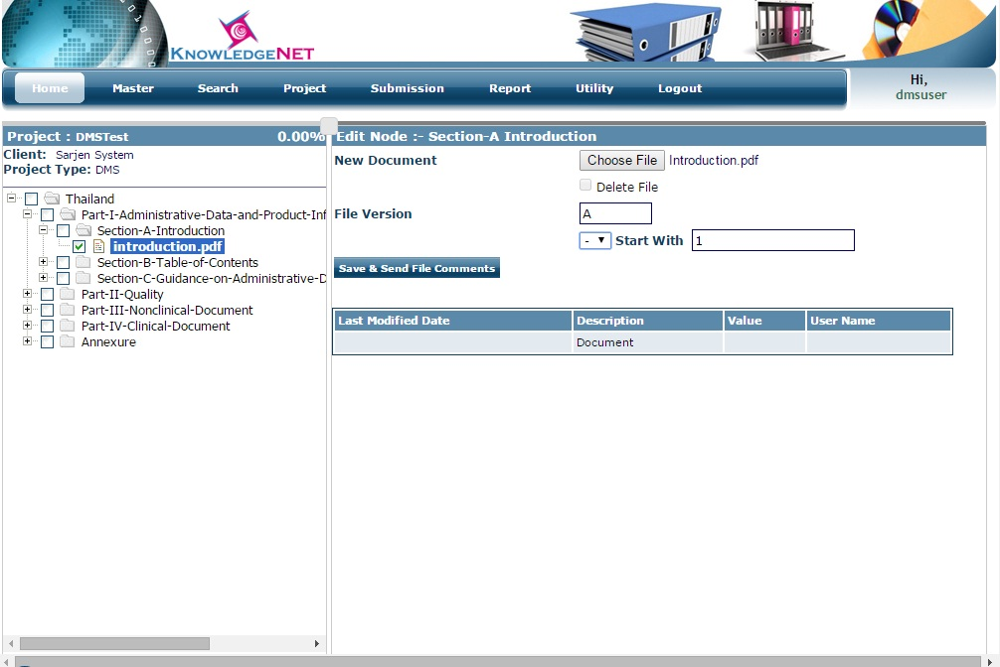 KNOWLEDGENET
Home Master Search Project Submission Report Utility Logout
Hi,
dmsuser
Project : DMSTest 0.00%
Client: Sarjen System
Project Type: DMS
Thailand
Part-I-Administrative-Data-and-Product-Inf
Section-A-Introduction
introduction.pdf
Section-B-Table-of-Contents
Section-C-Guidance-on-Administrative-D
Part-II-Quality
Part-III-Nonclinical-Document
Part-IV-Clinical-Document
Annexure
Edit Node :- Section-A Introduction
New Document Choose File Introduction.pdf
Delete File
File Version A
- Start With 1
Save & Send File Comments
Last Modified Date Description Value User Name
Document